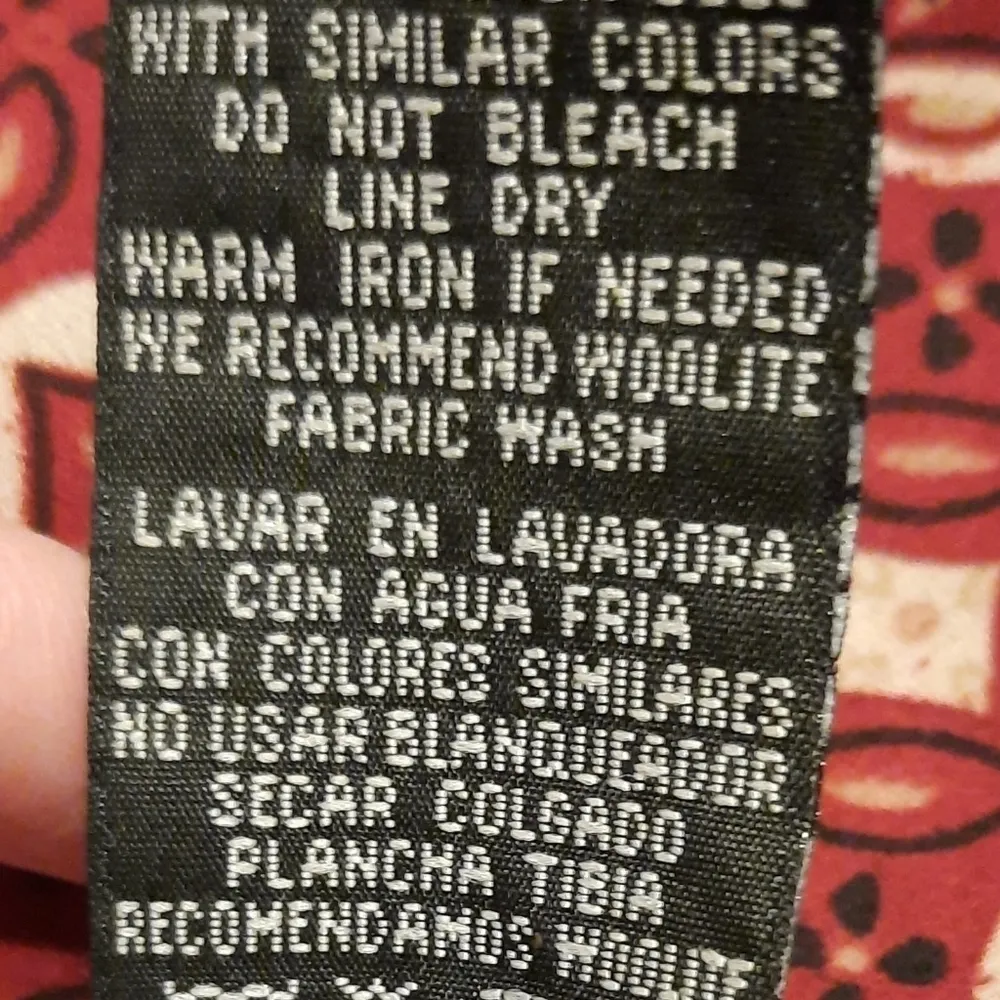 WITH SIMILAR COLORS
DO NOT BLEACH
LINE DRY
WARM IRON IF NEEDED
WE RECOMMEND WOOLITE
FABRIC WASH
LAVAR EN LAVADORA
CON AGUA FRIA
CON COLORES SIMILARES
NO USAR BLANQUEADOR
SECAR COLGADO
PLANCHA TIBIA
RECOMENDAMOS WOOLITE